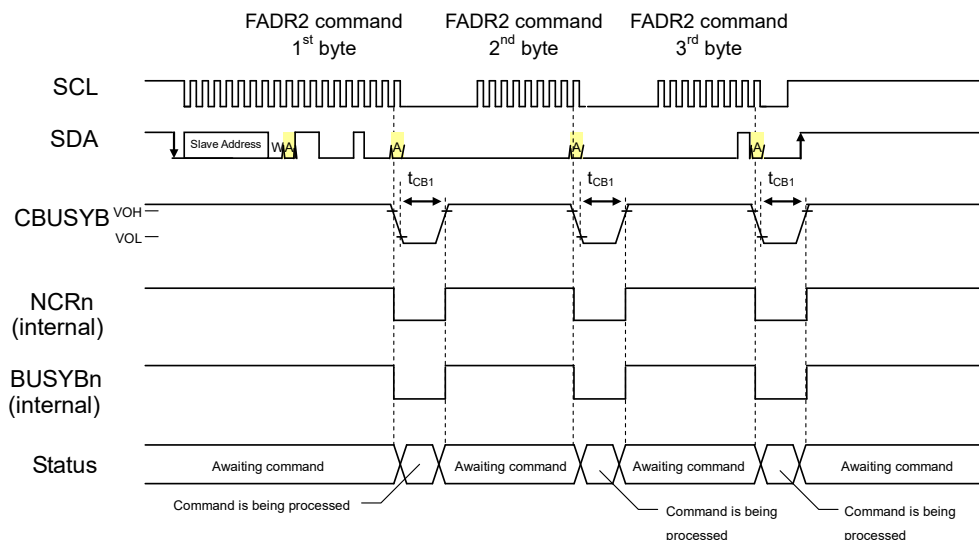 FADR2 command
1st byte
FADR2 command
2nd byte
FADR2 command
3rd byte
SCL
SDA
Slave Address
W
A
A
A
A
tCB1
tCB1
tCB1
CBUSYB
VOH
VOL
NCRn
(internal)
BUSYBn
(internal)
Status
Awaiting command
Awaiting command
Awaiting command
Awaiting command
Command is being processed
Command is being
processed
Command is being
processed